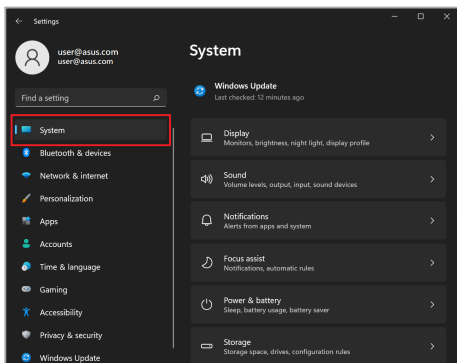 Settings
user@asus.com
user@asus.com
Find a setting
System
Bluetooth & devices
Network & internet
Personalization
Apps
Accounts
Time & language
Gaming
Accessibility
Privacy & security
Windows Update
System
Windows Update
Last checked: 12 minutes ago
Display
Monitors, brightness, night light, display profile
Sound
Volume levels, output, input, sound devices
Notifications
Alerts from apps and system
Focus assist
Notifications, automatic rules
Power & battery
Sleep, battery usage, battery saver
Storage
Storage space, drives, configuration rules